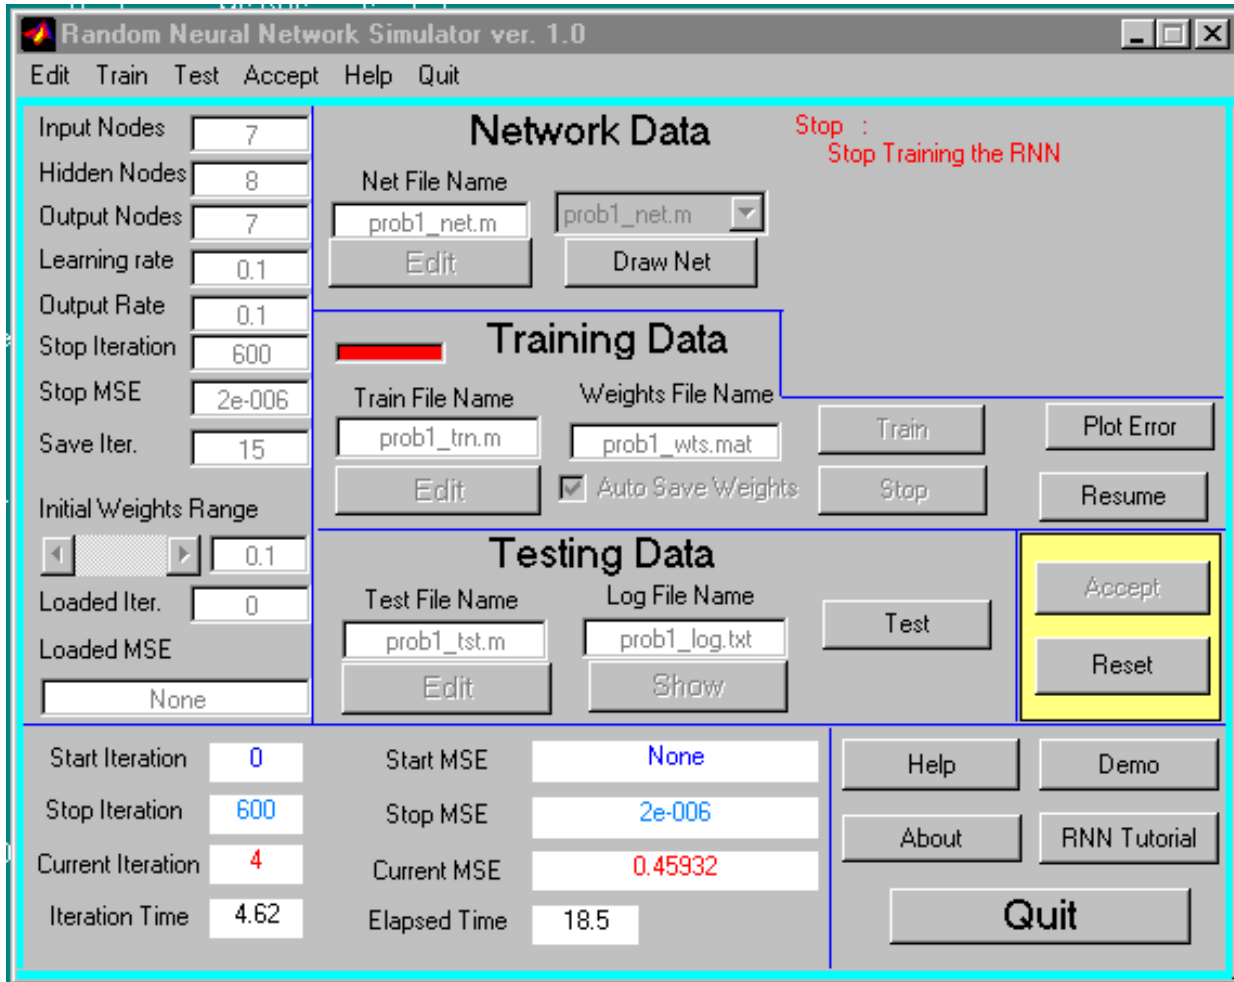 Random Neural Network Simulator ver. 1.0
Edit Train Test Accept Help Quit
Input Nodes 7
Hidden Nodes 8
Output Nodes 7
Learning rate 0.1
Output Rate 0.1
Stop Iteration 600
Stop MSE 2e-006
Save Iter. 15
Initial Weights Range
0.1
Loaded Iter. 0
Loaded MSE
None
Network Data
Stop :
Stop Training the RNN
Net File Name
prob1_net.m prob1_net.m
Edit Draw Net
Training Data
Train File Name Weights File Name
prob1_trn.m prob1_wts.mat
Edit Auto Save Weights
Train Plot Error
Stop Resume
Testing Data
Test File Name Log File Name
prob1_tst.m prob1_log.txt
Edit Show
Test
Accept
Reset
Start Iteration 0 Start MSE None
Stop Iteration 600 Stop MSE 2e-006
Current Iteration 4 Current MSE 0.45932
Iteration Time 4.62 Elapsed Time 18.5
Help Demo
About RNN Tutorial
Quit